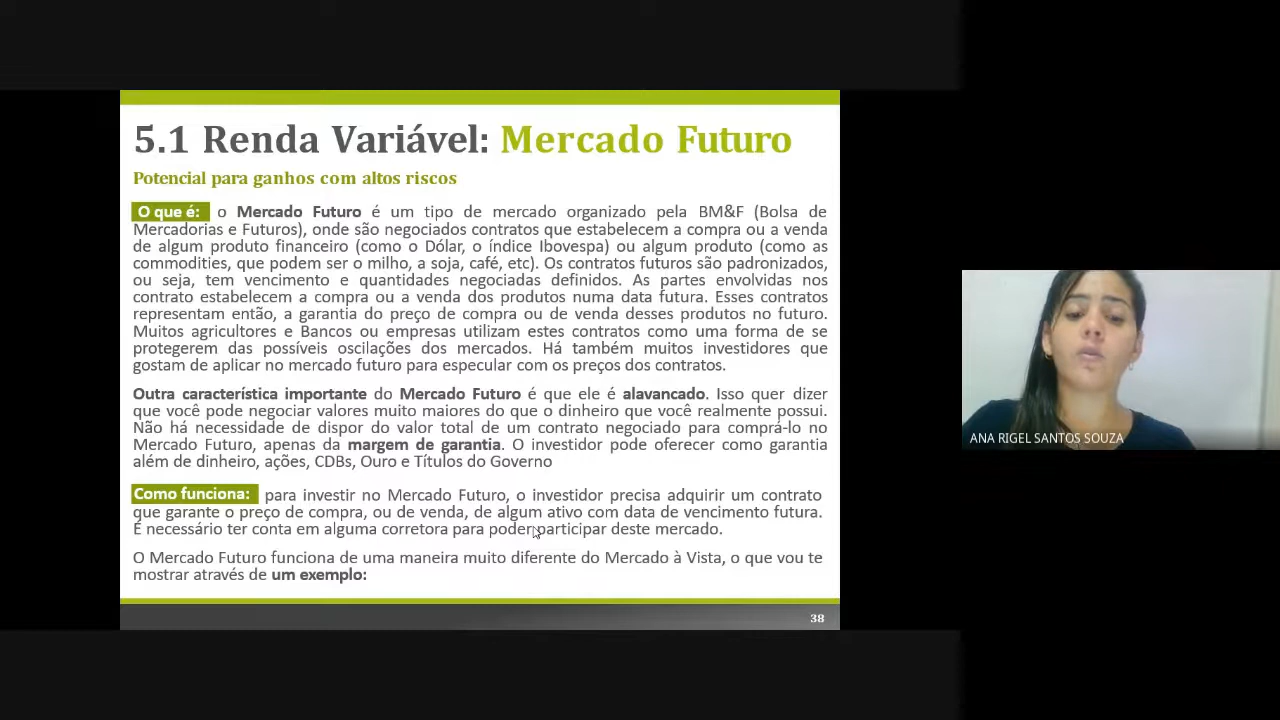 5.1 Renda Variável: Mercado Futuro
Potencial para ganhos com altos riscos
O que é: o Mercado Futuro é um tipo de mercado organizado pela BM&F (Bolsa de
Mercadorias e Futuros), onde são negociados contratos que estabelecem a compra ou a venda
de algum produto financeiro (como o Dólar, o índice Ibovespa) ou algum produto (como as
commodities, que podem ser o milho, a soja, café, etc). Os contratos futuros são padronizados,
ou seja, tem vencimento e quantidades negociadas definidos. As partes envolvidas nos
contrato estabelecem a compra ou a venda dos produtos numa data futura. Esses contratos
representam então, a garantia do preço de compra ou de venda desses produtos no futuro.
Muitos agricultores e Bancos ou empresas utilizam estes contratos como uma forma de se
protegerem das possíveis oscilações dos mercados. Há também muitos investidores que
gostam de aplicar no mercado futuro para especular com os preços dos contratos.
Outra característica importante do Mercado Futuro é que ele é alavancado. Isso quer dizer
que você pode negociar valores muito maiores do que o dinheiro que você realmente possui.
Não há necessidade de dispor do valor total de um contrato negociado para comprá-lo no
Mercado Futuro, apenas da margem de garantia. O investidor pode oferecer como garantia
além de dinheiro, ações, CDBs, Ouro e Títulos do Governo
Como funciona: para investir no Mercado Futuro, o investidor precisa adquirir um contrato
que garante o preço de compra, ou de venda, de algum ativo com data de vencimento futura.
É necessário ter conta em alguma corretora para poder participar deste mercado.
O Mercado Futuro funciona de uma maneira muito diferente do Mercado à Vista, o que vou te
mostrar através de um exemplo:
38
ANA RIGEL SANTOS SOUZA